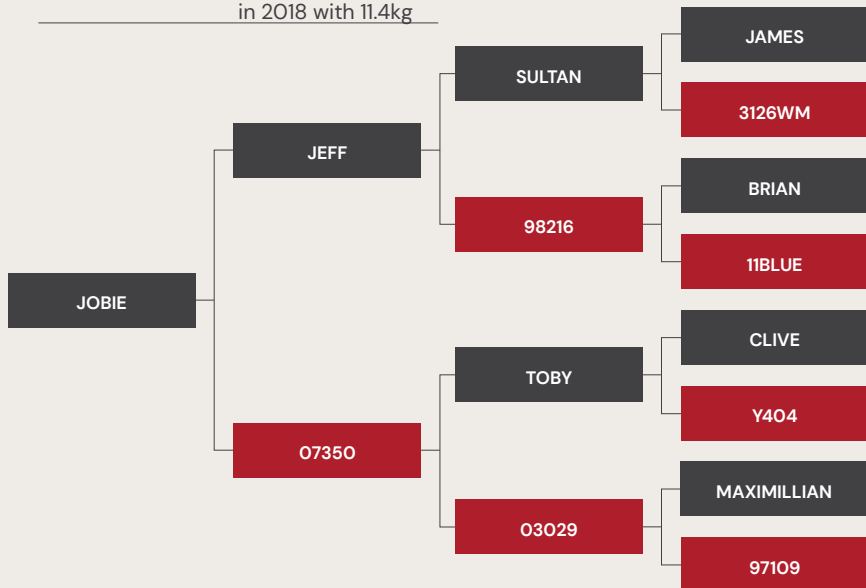 in 2018 with 11.4kg
JAMES
SULTAN
3126WM
JEFF
BRIAN
98216
11BLUE
JOBIE
CLIVE
TOBY
Y404
07350
MAXIMILLIAN
03029
97109